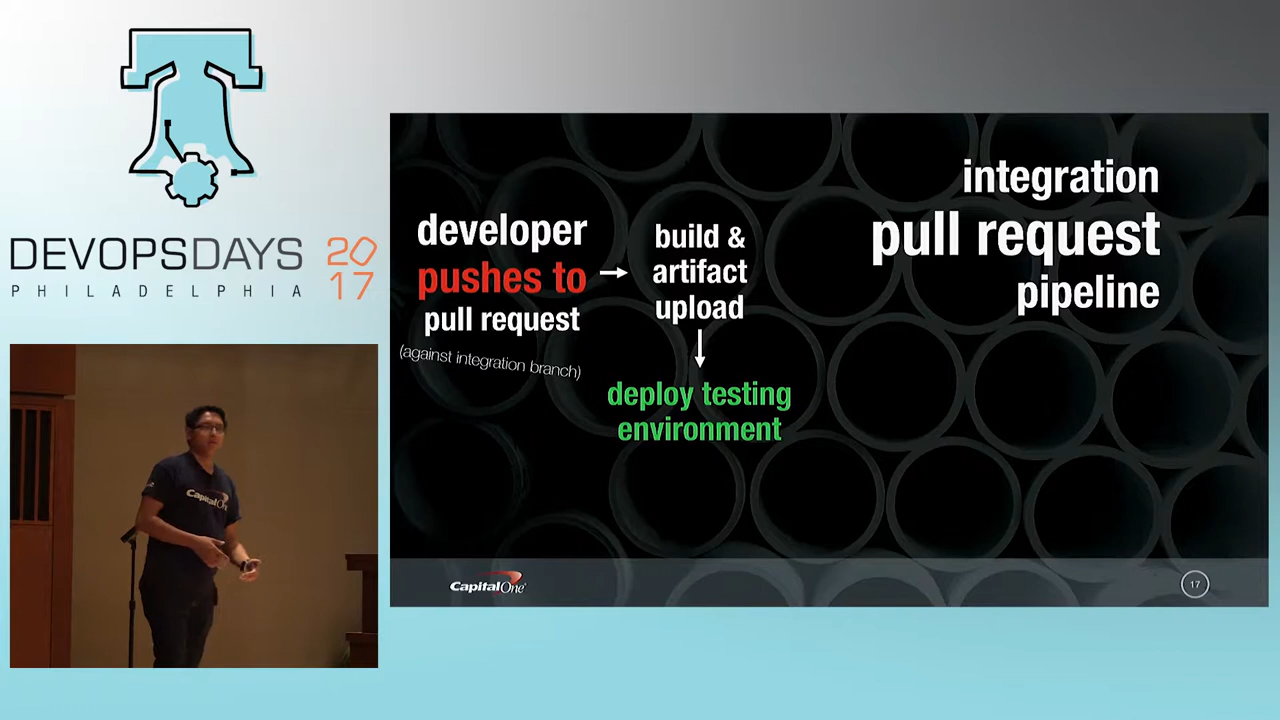 DEVOPSDAYS 20
PHILADELPHIA 17
developer
pushes to
pull request
(against integration branch)
build &
artifact
upload
deploy testing
environment
integration
pull request
pipeline
CapitalOne
CapitalOne
17